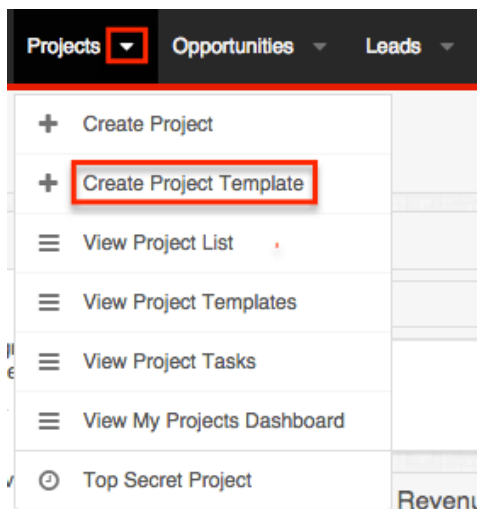 Projects Opportunities Leads
Create Project
Create Project Template
View Project List
View Project Templates
View Project Tasks
View My Projects Dashboard
Top Secret Project